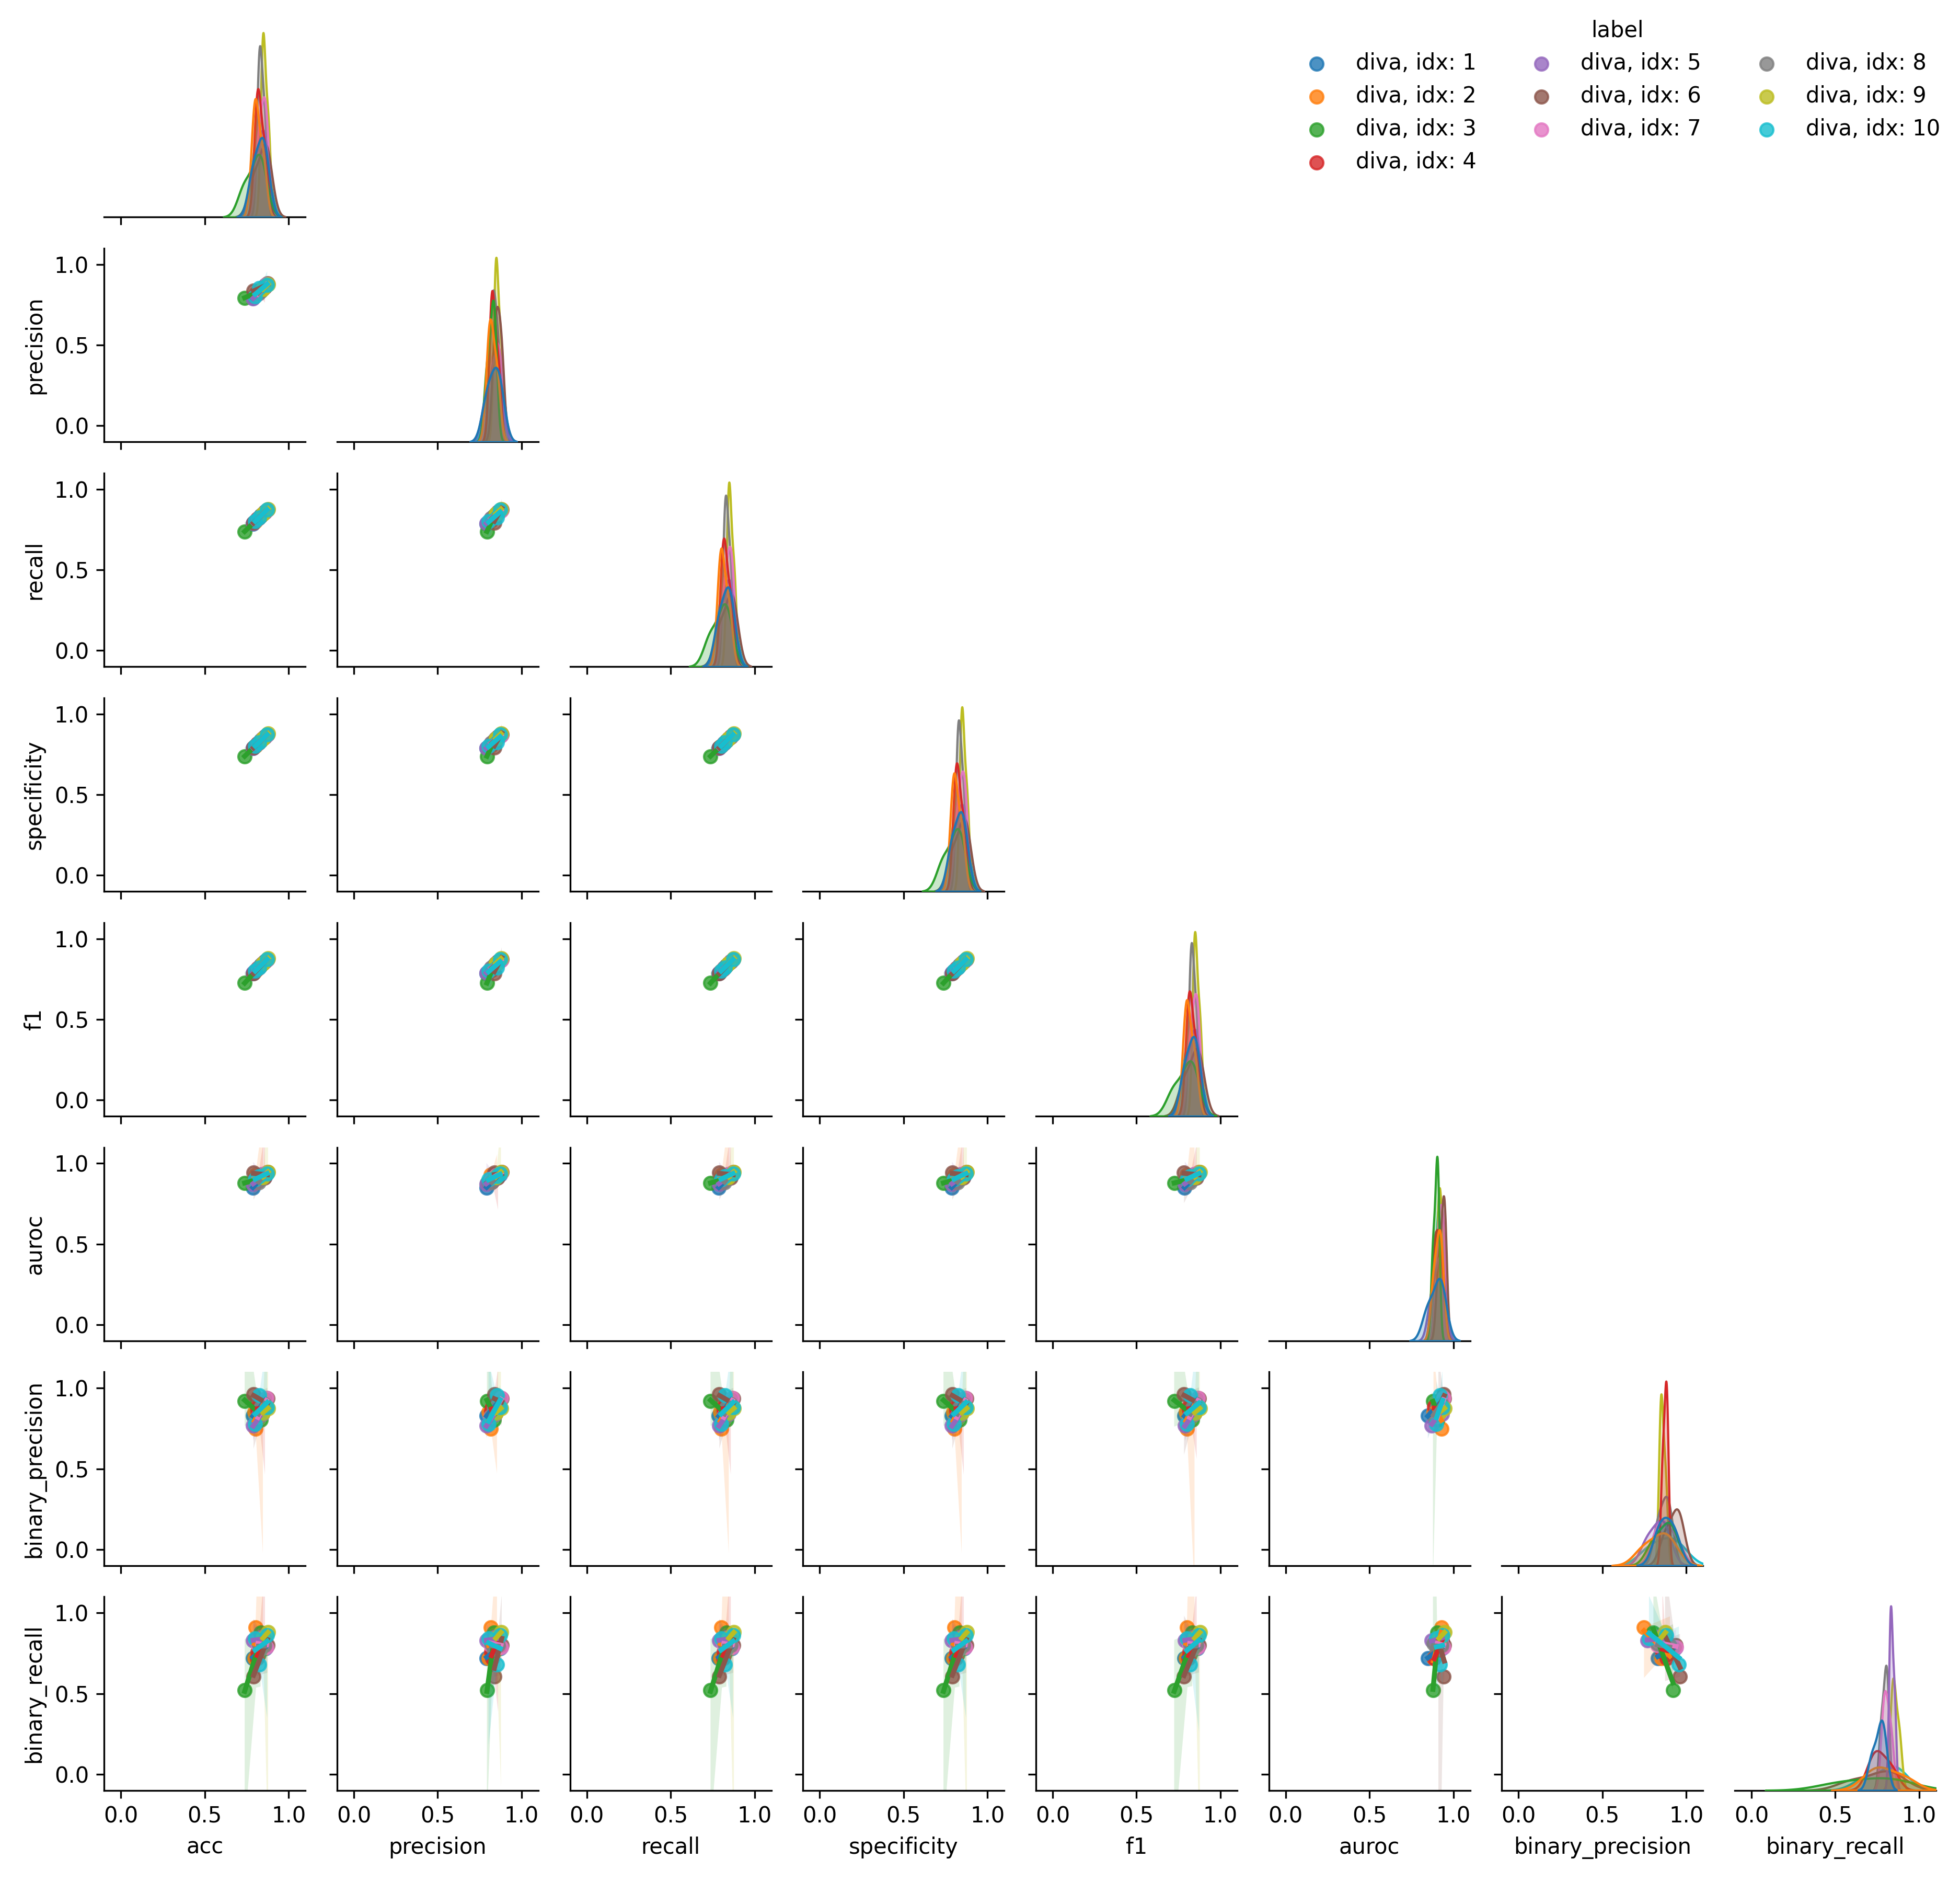 label
diva, idx: 1
diva, idx: 2
diva, idx: 3
diva, idx: 4
diva, idx: 5
diva, idx: 6
diva, idx: 7
diva, idx: 8
diva, idx: 9
diva, idx: 10
1.0
0.5
0.0
precision
1.0
0.5
0.0
recall
1.0
0.5
0.0
specificity
1.0
0.5
0.0
f1
1.0
0.5
0.0
auroc
1.0
0.5
0.0
binary_precision
1.0
0.5
0.0
binary_recall
0.0 0.5 1.0
acc
0.0 0.5 1.0
precision
0.0 0.5 1.0
recall
0.0 0.5 1.0
specificity
0.0 0.5 1.0
f1
0.0 0.5 1.0
auroc
0.0 0.5 1.0
binary_precision
0.0 0.5 1.0
binary_recall